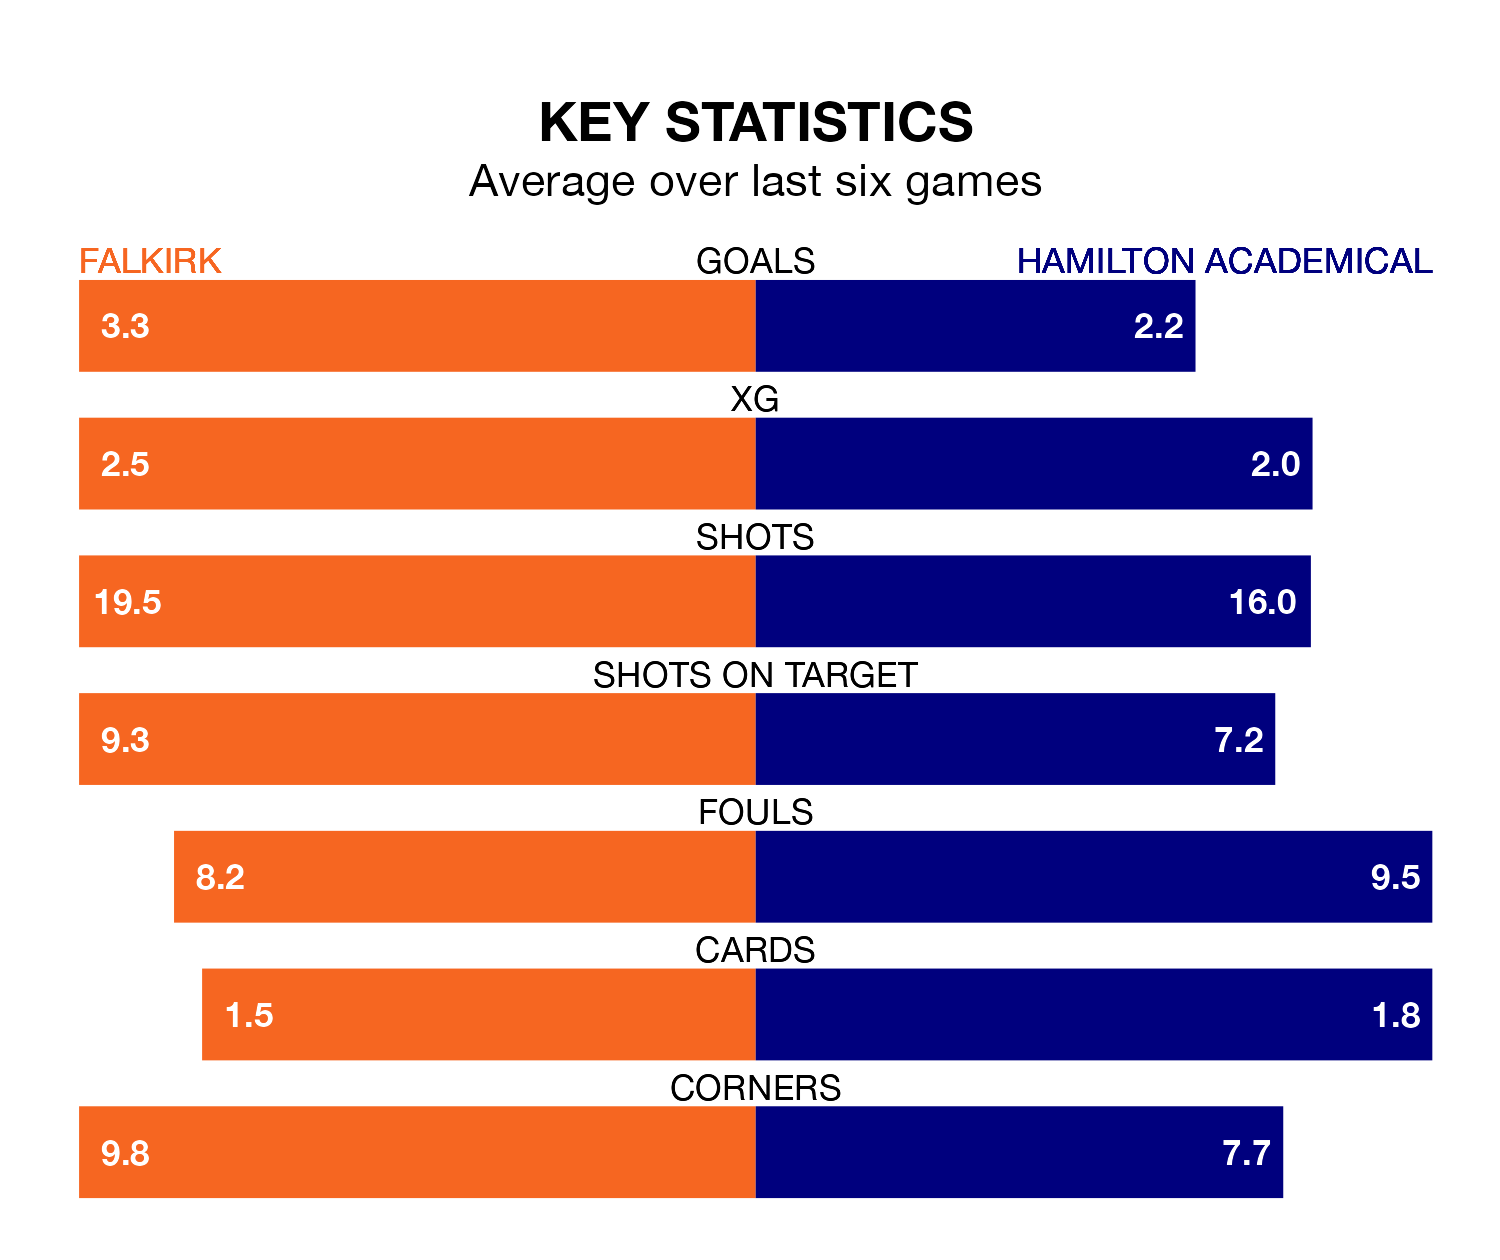 KEY STATISTICS
Average over last six games
FALKIRK GOALS HAMILTON ACADEMICAL
3.3 2.2
XG
2.5 2.0
SHOTS
19.5 16.0
SHOTS ON TARGET
9.3 7.2
FOULS
8.2 9.5
CARDS
1.5 1.8
CORNERS
9.8 7.7